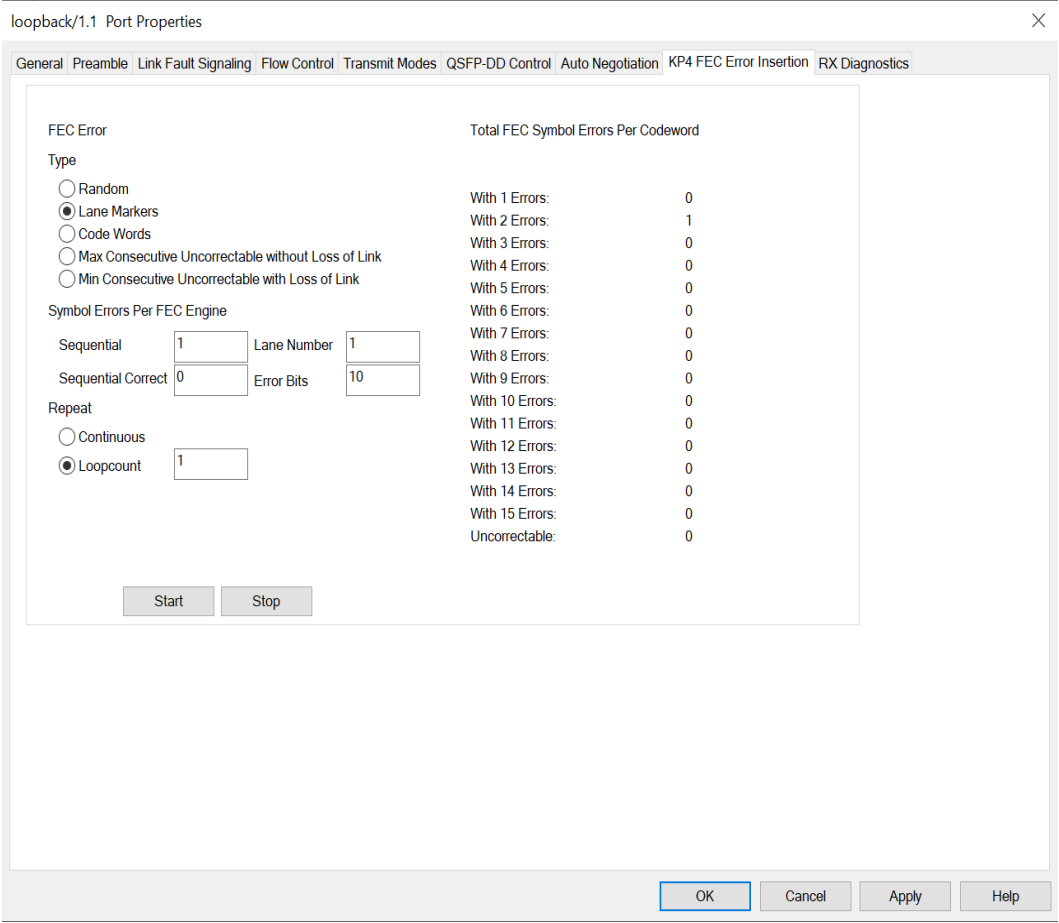 loopback/1.1 Port Properties
General Preamble Link Fault Signaling Flow Control Transmit Modes QSFP-DD Control Auto Negotiation KP4 FEC Error Insertion RX Diagnostics
FEC Error
Type
Random
Lane Markers
Code Words
Max Consecutive Uncorrectable without Loss of Link
Min Consecutive Uncorrectable with Loss of Link
Symbol Errors Per FEC Engine
Sequential 1 Lane Number 1
Sequential Correct 0 Error Bits 10
Repeat
Continuous
Loopcount 1
Start Stop
Total FEC Symbol Errors Per Codeword
With 1 Errors: 0
With 2 Errors: 1
With 3 Errors: 0
With 4 Errors: 0
With 5 Errors: 0
With 6 Errors: 0
With 7 Errors: 0
With 8 Errors: 0
With 9 Errors: 0
With 10 Errors: 0
With 11 Errors: 0
With 12 Errors: 0
With 13 Errors: 0
With 14 Errors: 0
With 15 Errors: 0
Uncorrectable: 0
OK Cancel Apply Help